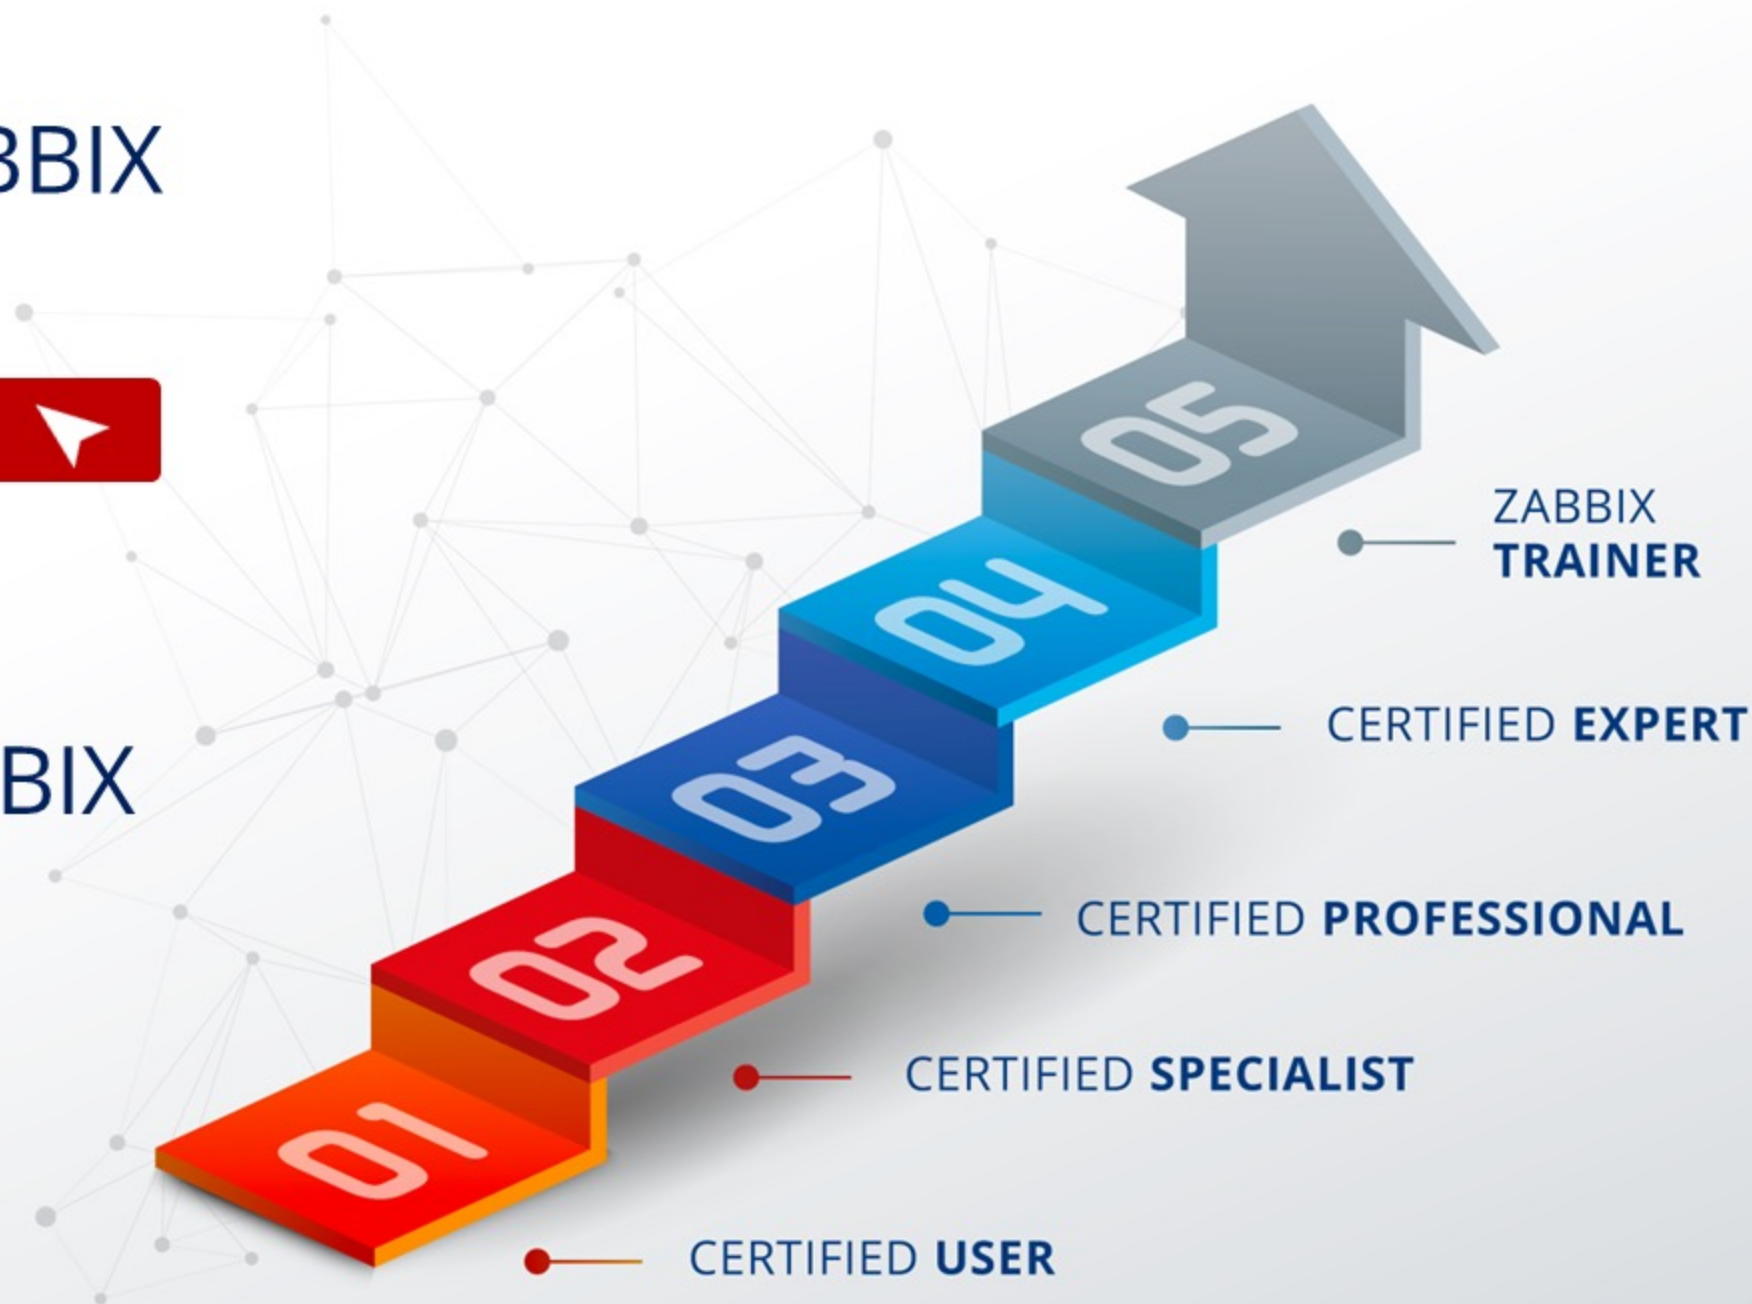 BBIX
05
ZABBIX
TRAINER
04
CERTIFIED EXPERT
BIX
03
CERTIFIED PROFESSIONAL
02
CERTIFIED SPECIALIST
01
CERTIFIED USER